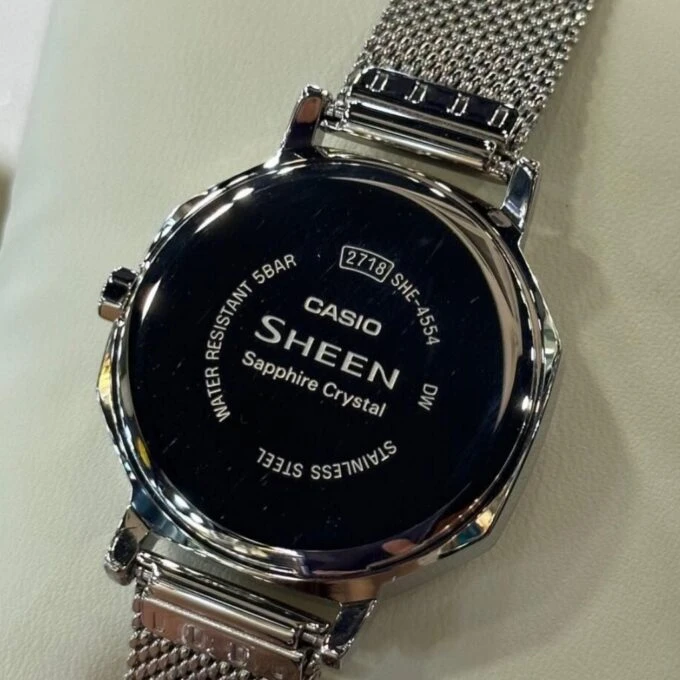 2718
SHE-4554
DW
WATER RESISTANT 5BAR
CASIO
SHEEN
Sapphire Crystal
STAINLESS STEEL